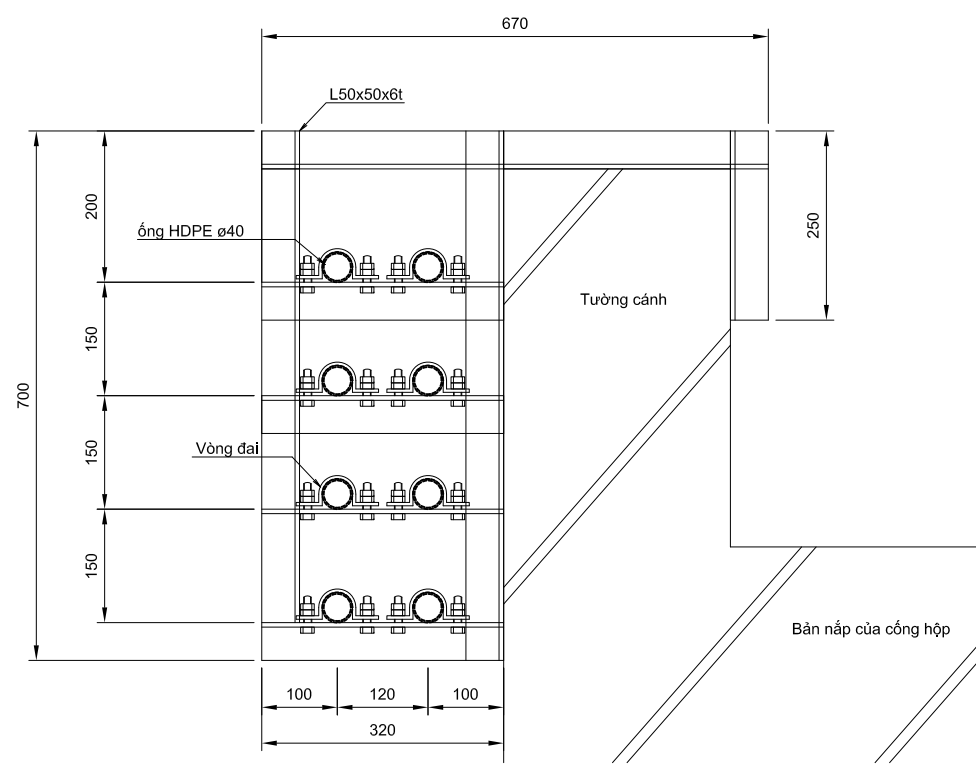 670
L50x50x6t
200
ống HDPE ø40
250
Tường cánh
150
700
150
Vòng đai
150
Bản nắp của cống hộp
100
120
100
320